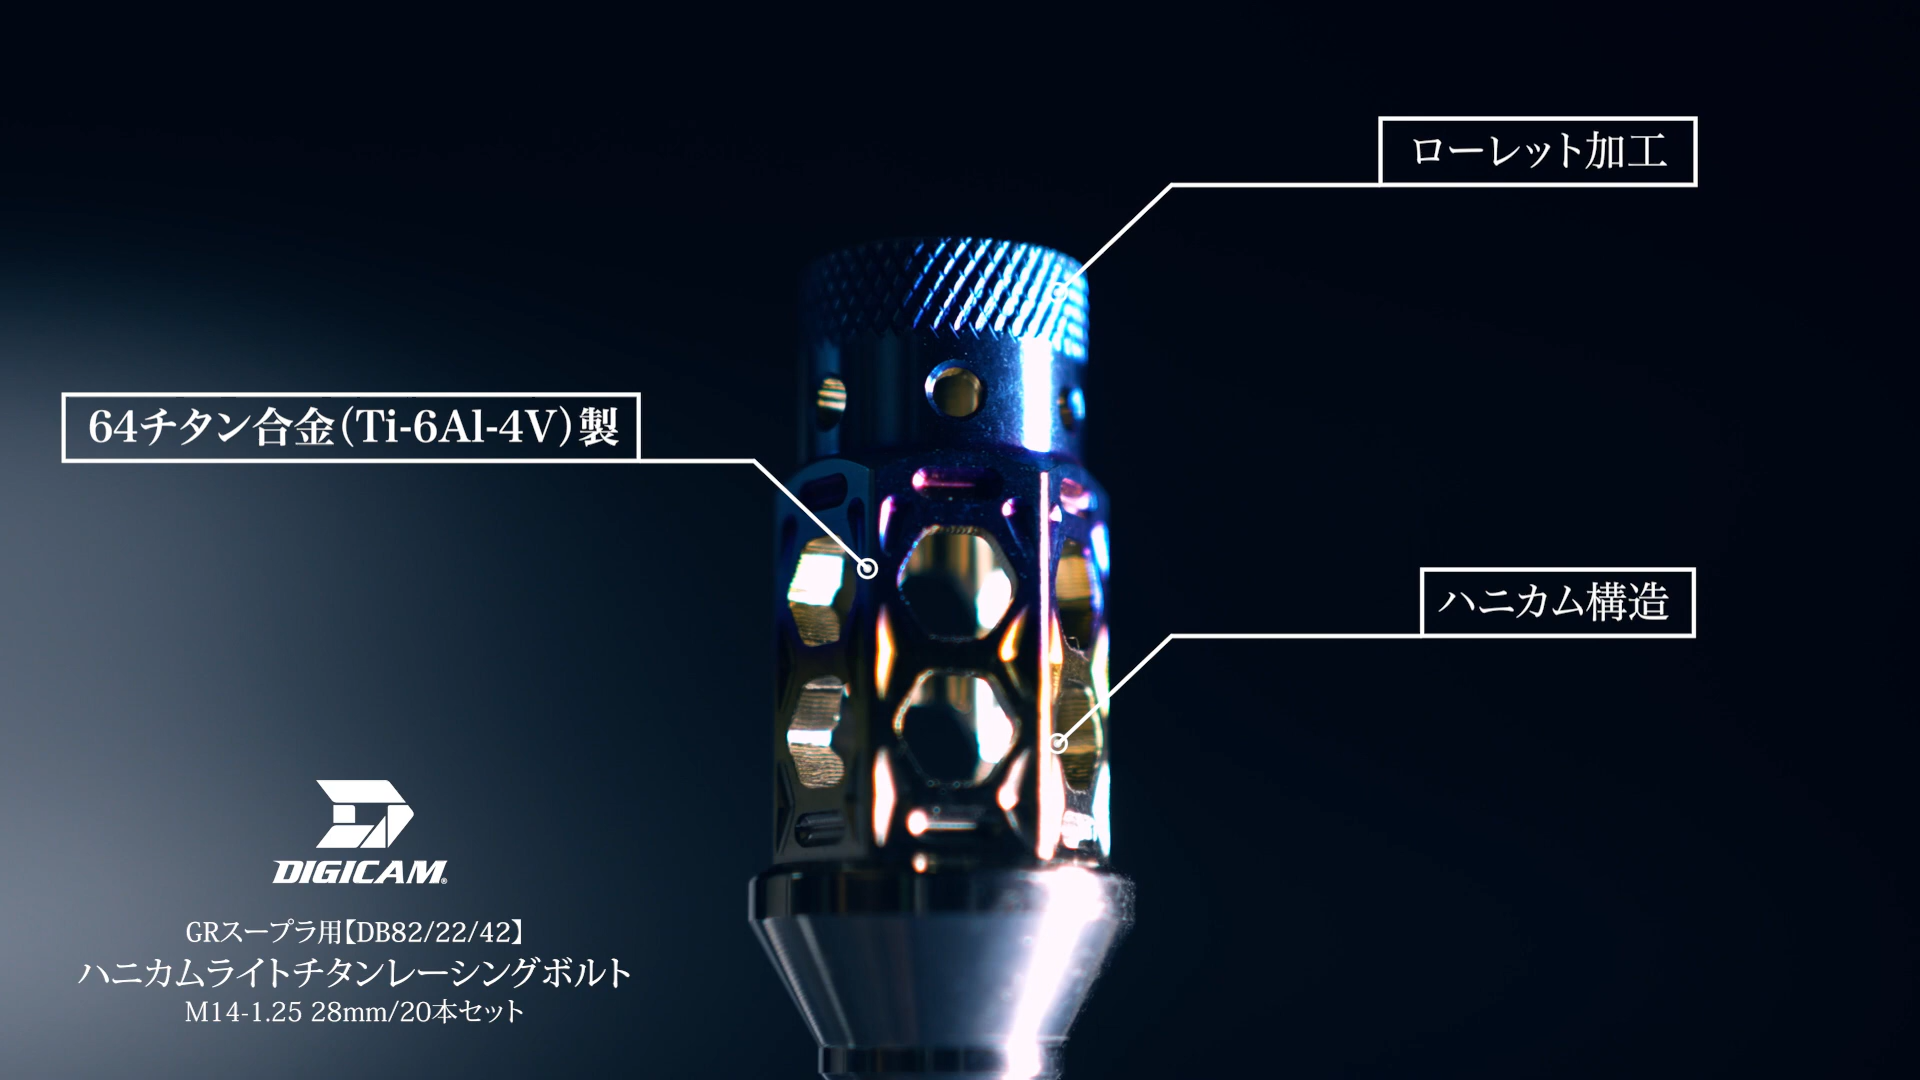 ローレット加工
64チタン合金(Ti-6Al-4V)製
ハニカム構造
DIGICAM®
GRスープラ用【DB82/22/42】
ハニカムライトチタンレーシングボルト
M14-1.25 28mm/20本セット